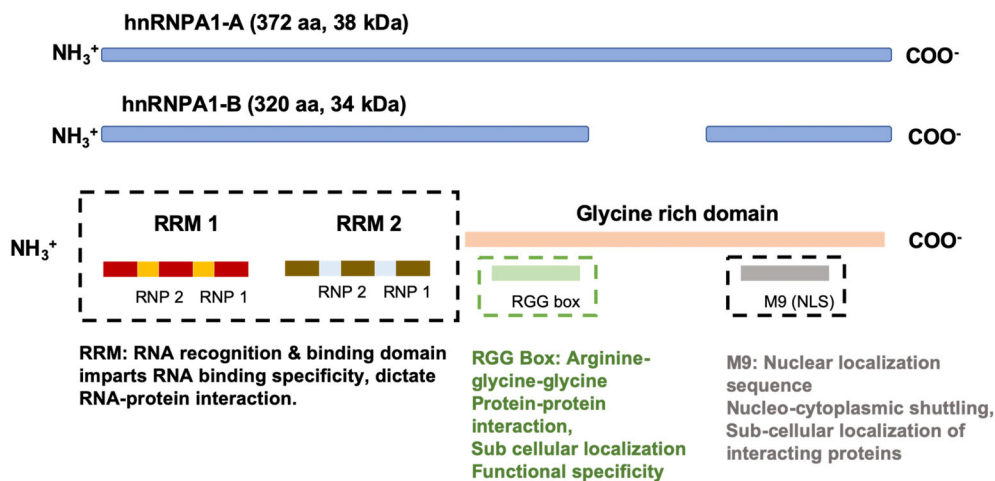 hnRNPA1-A (372 aa, 38 kDa)
NH₃⁺ COO⁻
hnRNPA1-B (320 aa, 34 kDa)
NH₃⁺ COO⁻
RRM 1 RRM 2 Glycine rich domain
NH₃⁺ COO⁻
RNP 2 RNP 1 RNP 2 RNP 1 RGG box M9 (NLS)
RRM: RNA recognition & binding domain
imparts RNA binding specificity, dictate
RNA-protein interaction.
RGG Box: Arginine-
glycine-glycine
Protein-protein
interaction,
Sub cellular localization
Functional specificity
M9: Nuclear localization
sequence
Nucleo-cytoplasmic shuttling,
Sub-cellular localization of
interacting proteins